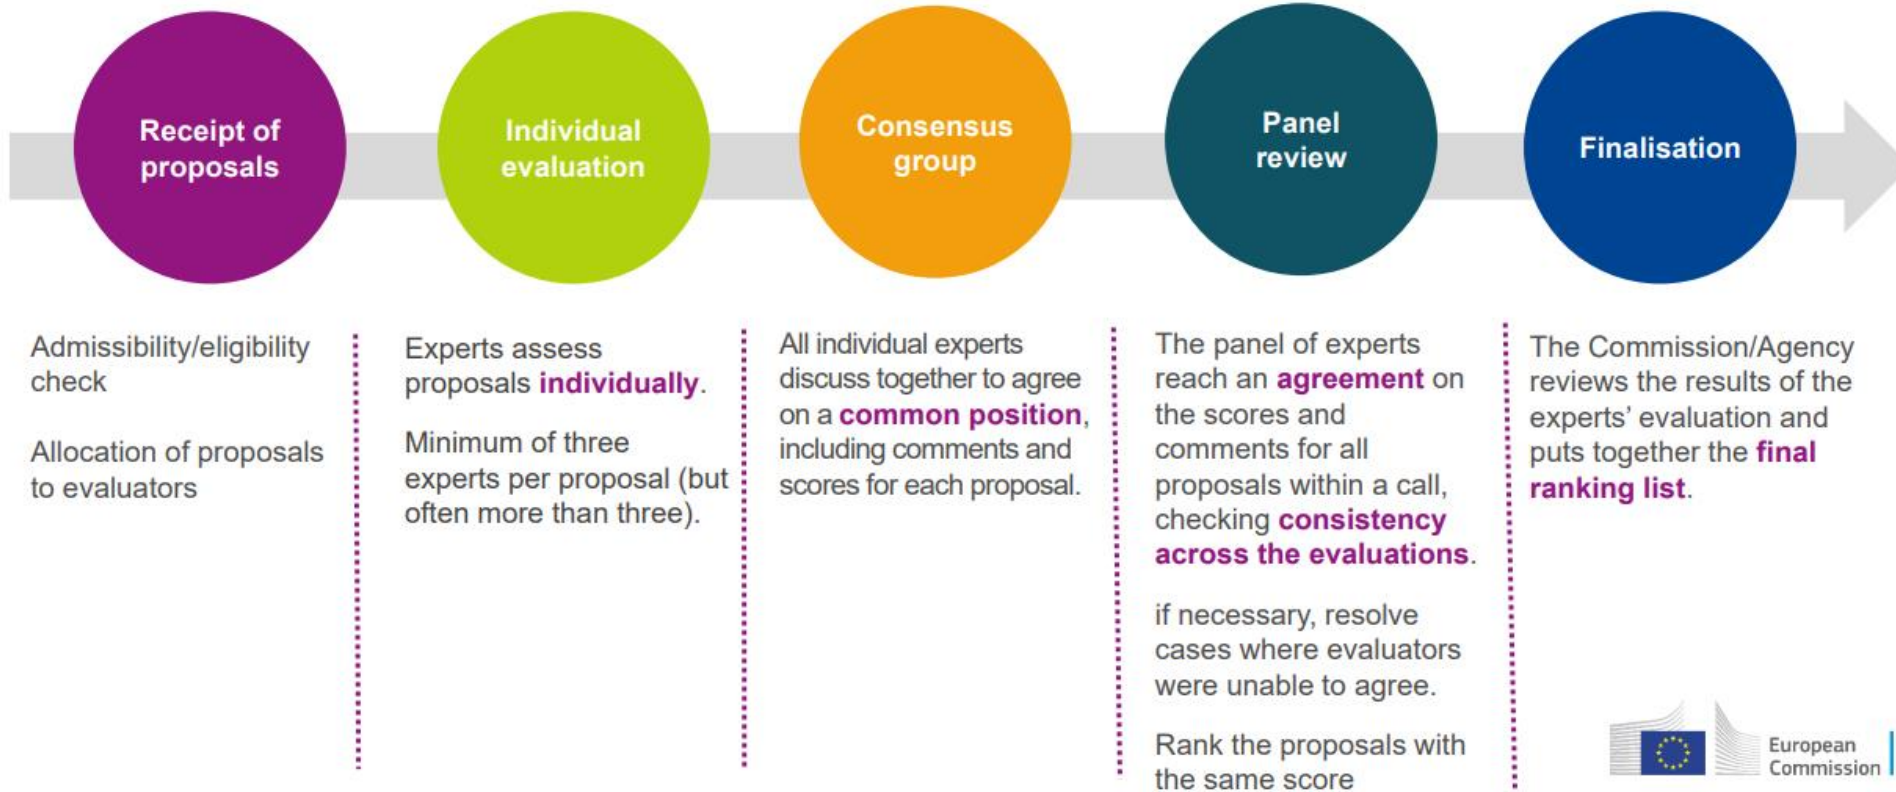 Receipt of
proposals
Individual
evaluation
Consensus
group
Panel
review
Finalisation
Admissibility/eligibility
check
Allocation of proposals
to evaluators
Experts assess
proposals individually.
Minimum of three
experts per proposal (but
often more than three).
All individual experts
discuss together to agree
on a common position,
including comments and
scores for each proposal.
The panel of experts
reach an agreement on
the scores and
comments for all
proposals within a call,
checking consistency
across the evaluations.
if necessary, resolve
cases where evaluators
were unable to agree.
Rank the proposals with
the same score
The Commission/Agency
reviews the results of the
experts' evaluation and
puts together the final
ranking list.
European
Commission